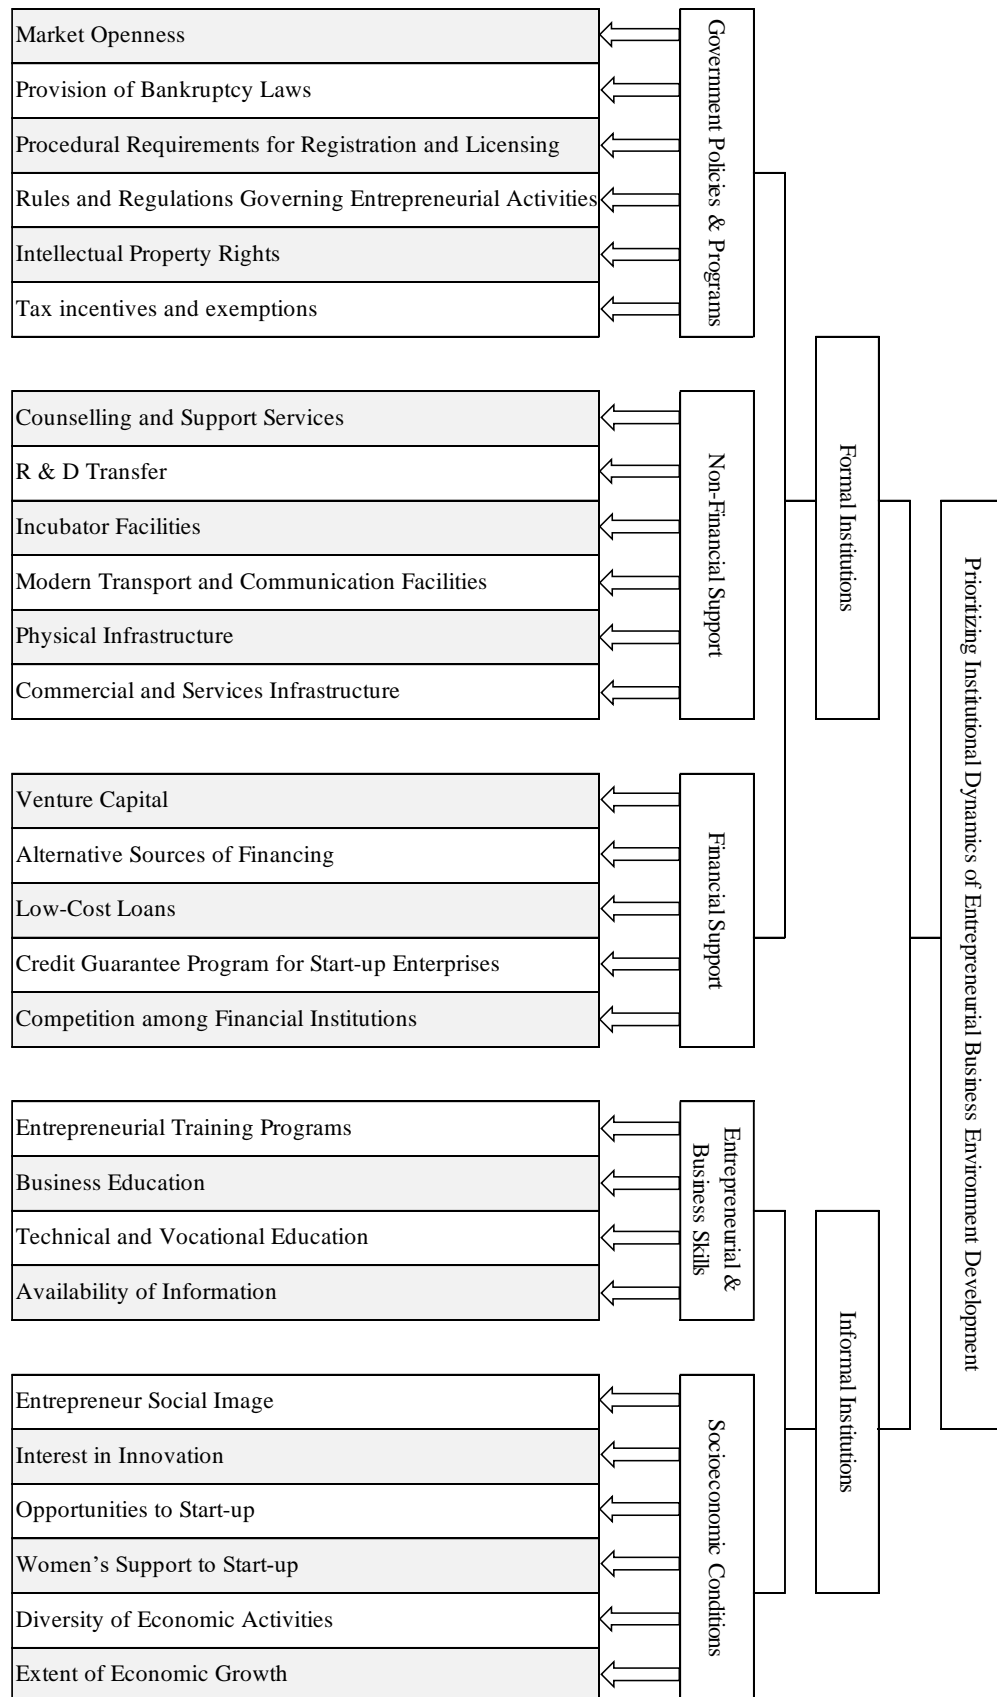 Market Openness
Provision of Bankruptcy Laws
Procedural Requirements for Registration and Licensing
Rules and Regulations Governing Entrepreneurial Activities
Intellectual Property Rights
Tax incentives and exemptions
Government Policies & Programs
Counselling and Support Services
R & D Transfer
Incubator Facilities
Modern Transport and Communication Facilities
Physical Infrastructure
Commercial and Services Infrastructure
Non-Financial Support
Venture Capital
Alternative Sources of Financing
Low-Cost Loans
Credit Guarantee Program for Start-up Enterprises
Competition among Financial Institutions
Financial Support
Formal Institutions
Entrepreneurial Training Programs
Business Education
Technical and Vocational Education
Availability of Information
Entrepreneurial &
Business Skills
Entrepreneur Social Image
Interest in Innovation
Opportunities to Start-up
Women’s Support to Start-up
Diversity of Economic Activities
Extent of Economic Growth
Socioeconomic Conditions
Informal Institutions
Prioritizing Institutional Dynamics of Entrepreneurial Business Environment Development